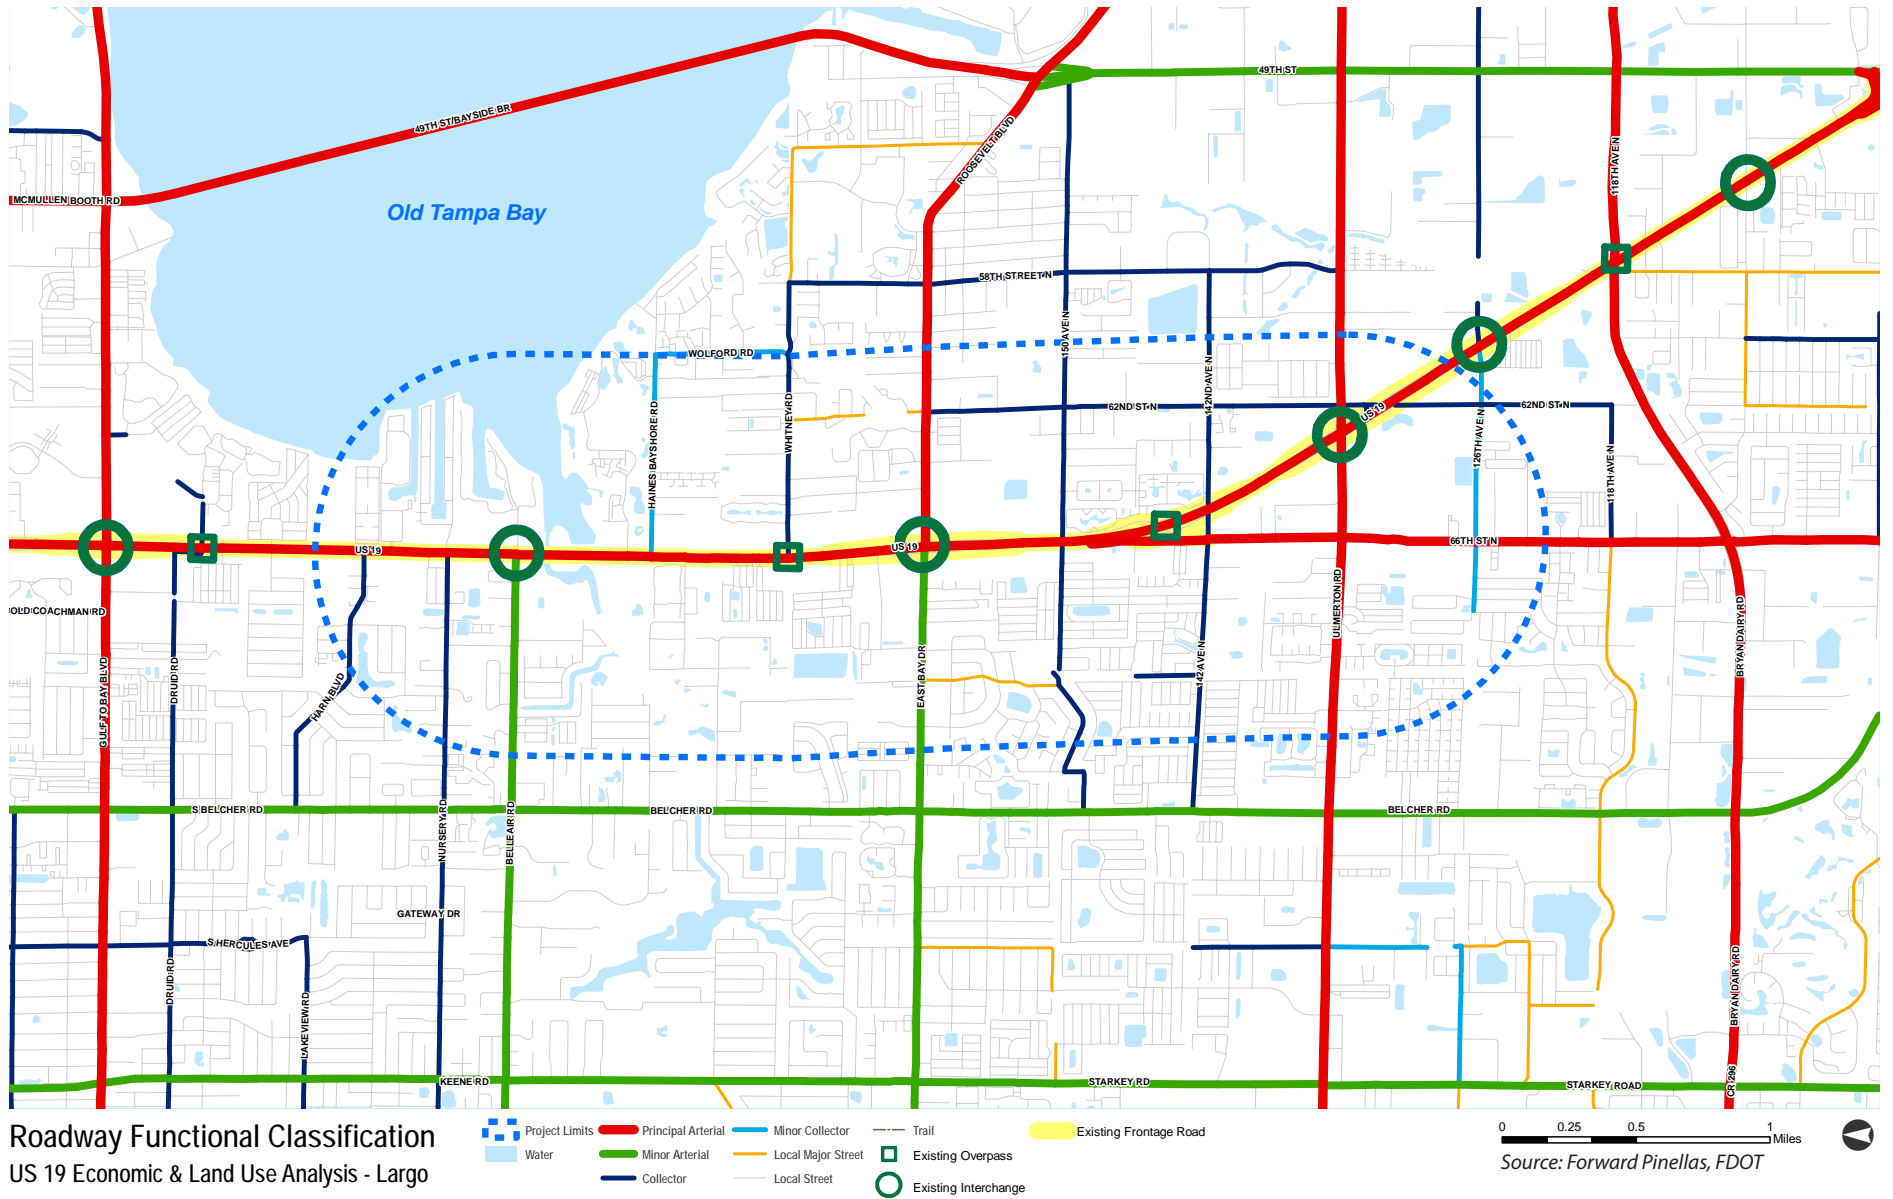 49TH ST
49TH ST/BAYSIDE BR
ROOSEVELT BLVD
118TH AVE N
MCMULLEN BOOTH RD
Old Tampa Bay
58TH STREET N
150 AVE N
WOLFORD RD
142ND AVE N
HAINES BAYSHORE RD
WHITNEY RD
62ND ST N
US 19
62ND ST N
126TH AVE N
118TH AVE N
US 19
US 19
66TH ST N
OLD COACHMAN RD
ULMERTON RD
BRYAN DAIRY RD
GULF TO BAY BLVD
DRUID RD
HARN BLVD
EAST BAY DR
142 AVE N
S BELCHER RD
BELCHER RD
BELCHER RD
NURSERY RD
BELLEAIR RD
GATEWAY DR
S HERCULES AVE
DRUID RD
LAKEVIEW RD
BRYAN DAIRY RD
KEENE RD
STARKEY RD
STARKEY ROAD
CR 296
Roadway Functional Classification
US 19 Economic & Land Use Analysis - Largo
Project Limits
Water
Principal Arterial
Minor Arterial
Collector
Minor Collector
Local Major Street
Local Street
Trail
Existing Overpass
Existing Interchange
Existing Frontage Road
0 0.25 0.5 1
Miles
Source: Forward Pinellas, FDOT